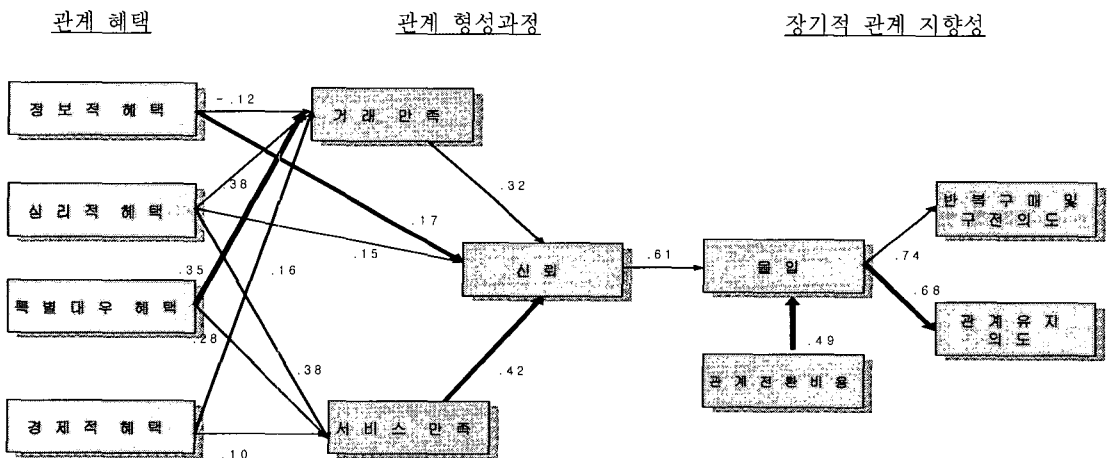 관계 혜택
관계 형성과정
장기적 관계 지향성
정보적 혜택
-.12
거래 만족
심리적 혜택
.38
.32
.17
.15
반복구매 및
구전의도
신뢰
.61
몰입
.74
.68
특별대우 혜택
.35
.16
.28
.38
.42
.49
관계유지
의도
관계전환비용
경제적 혜택
.10
서비스 만족